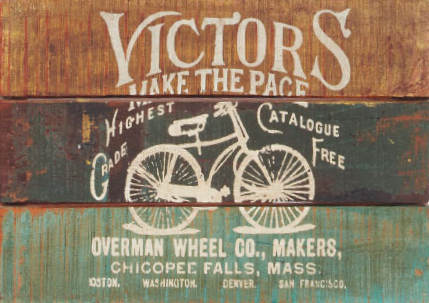 VICTORS
MAKE THE PACE
HIGHEST
GRADE
CATALOGUE
FREE
OVERMAN WHEEL CO., MAKERS,
CHICOPEE FALLS, MASS.
BOSTON. WASHINGTON. DENVER. SAN FRANCISCO.